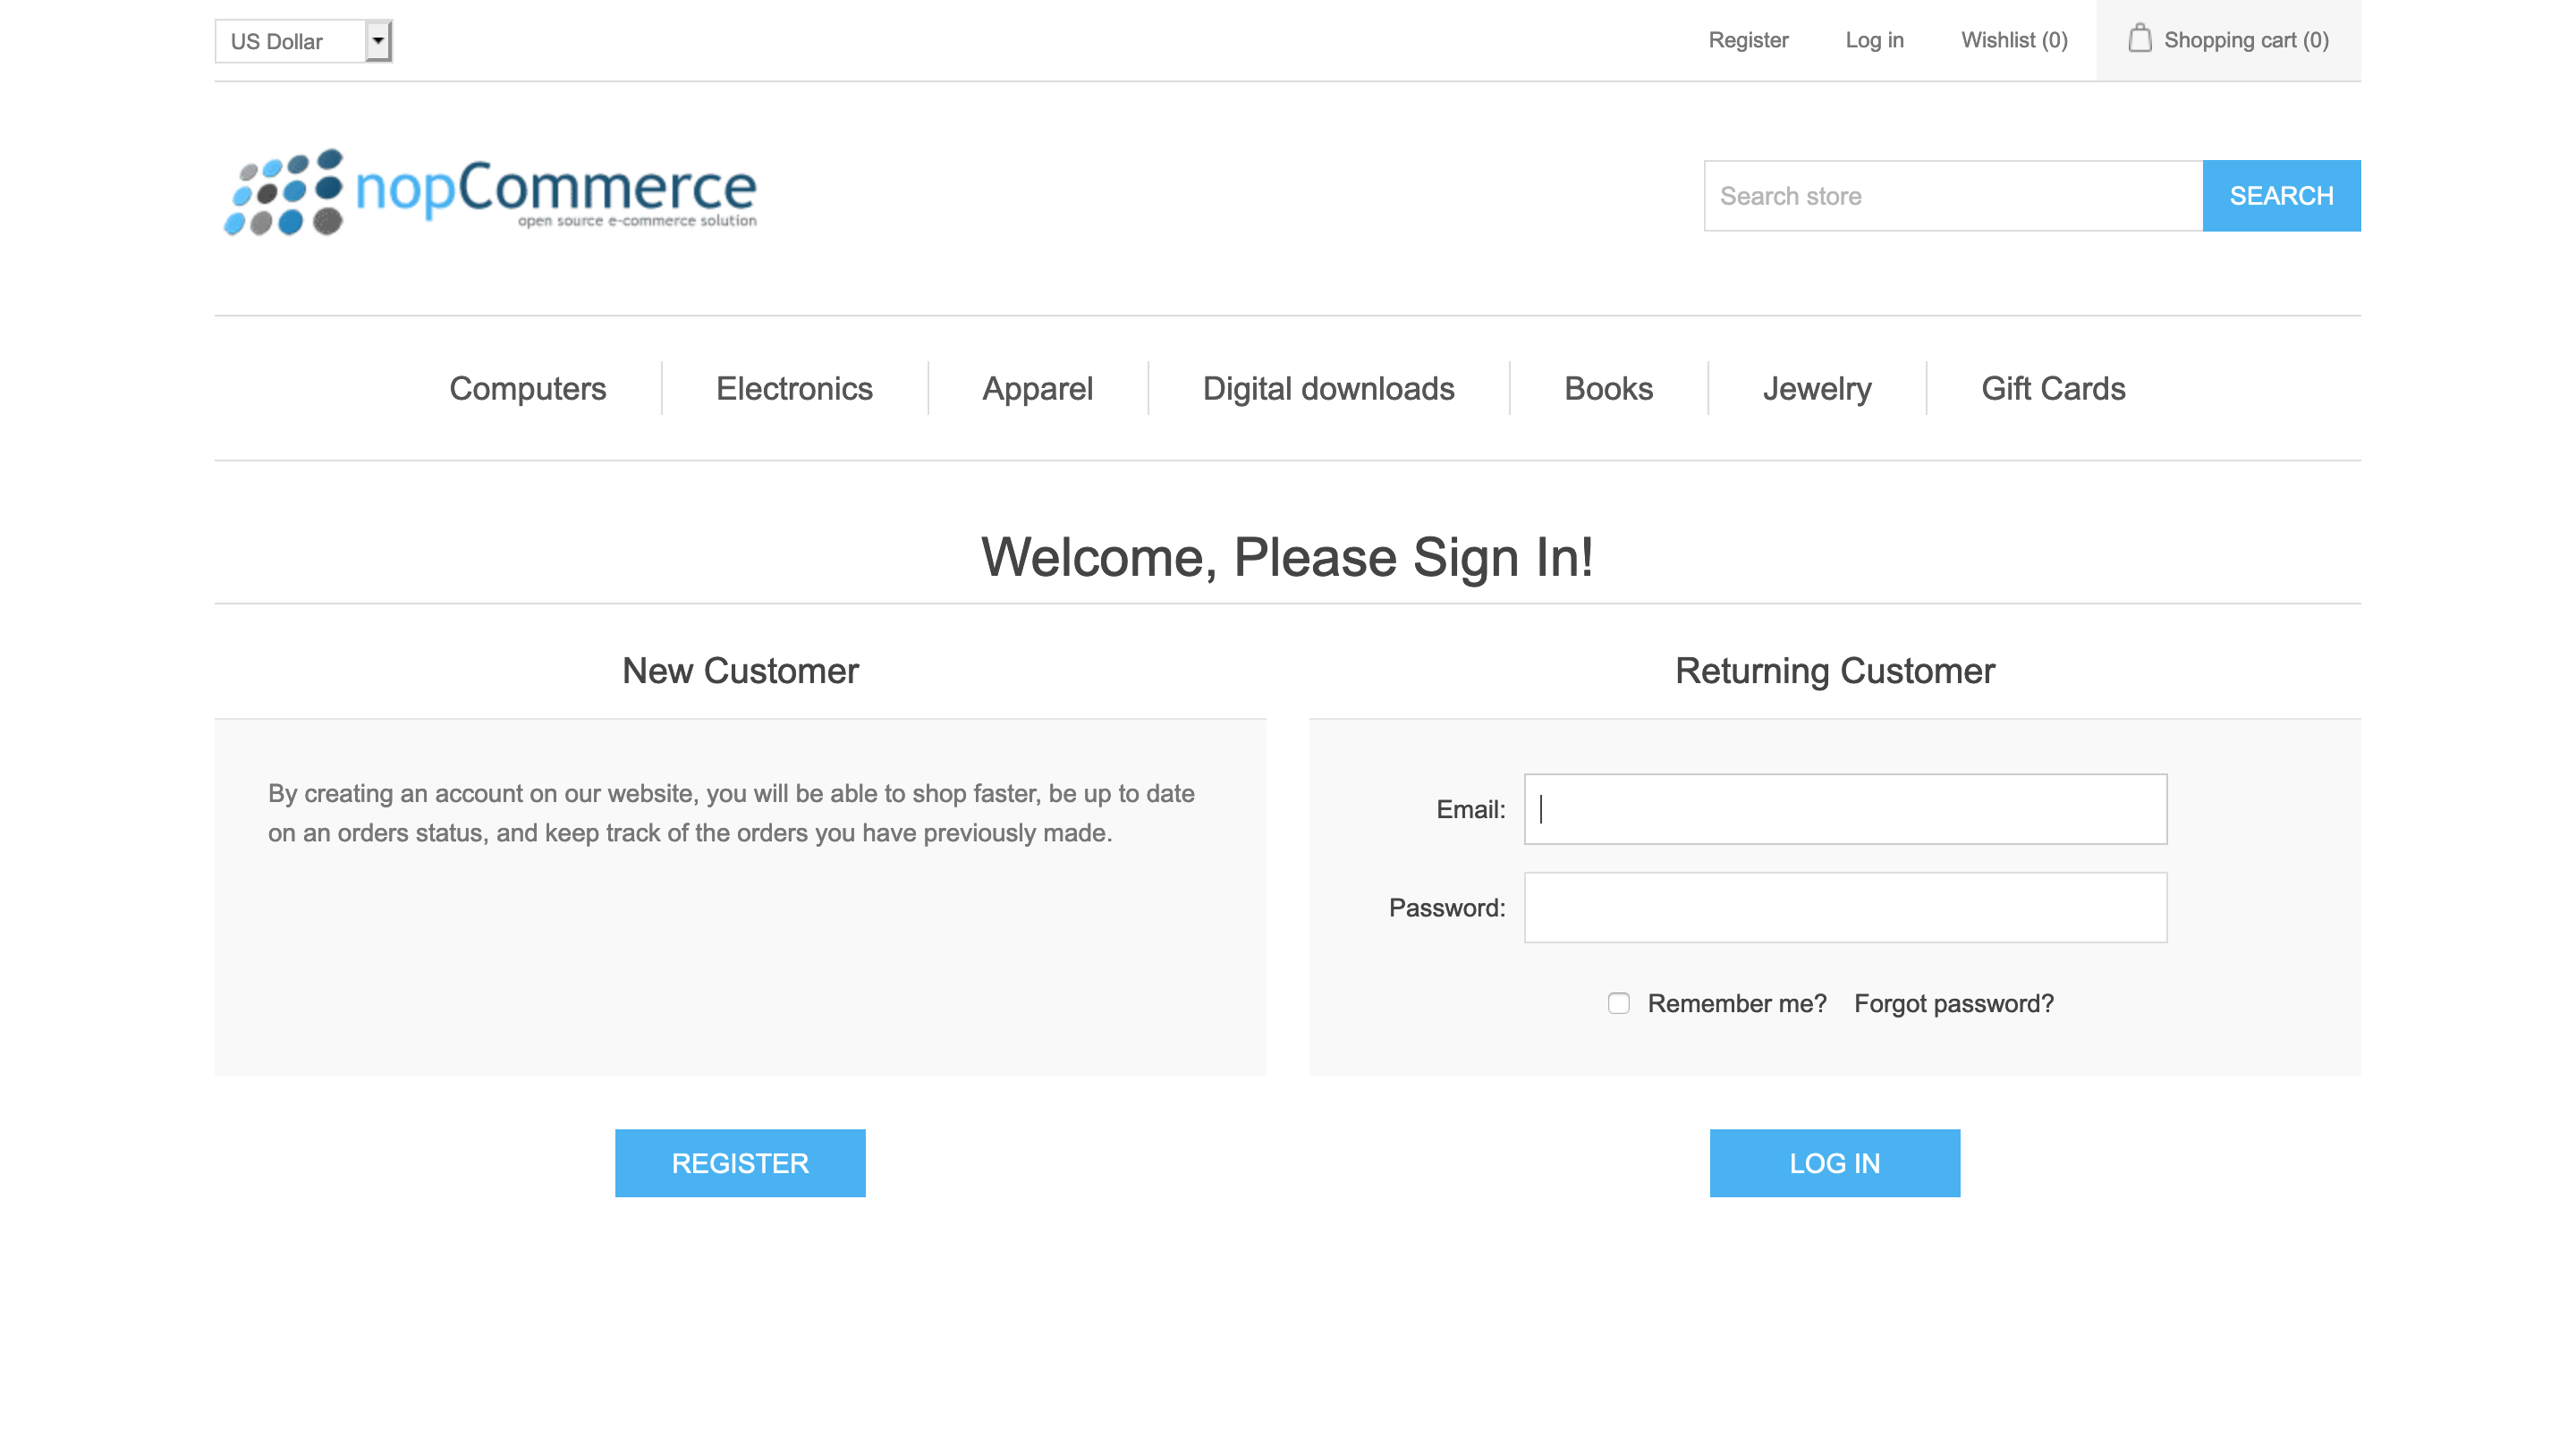 US Dollar
Register
Log in
Wishlist (0)
Shopping cart (0)
nopCommerce
open source e-commerce solution
Search store
SEARCH
Computers
Electronics
Apparel
Digital downloads
Books
Jewelry
Gift Cards
Welcome, Please Sign In!
New Customer
By creating an account on our website, you will be able to shop faster, be up to date
on an orders status, and keep track of the orders you have previously made.
REGISTER
Returning Customer
Email:
Password:
Remember me?
Forgot password?
LOG IN